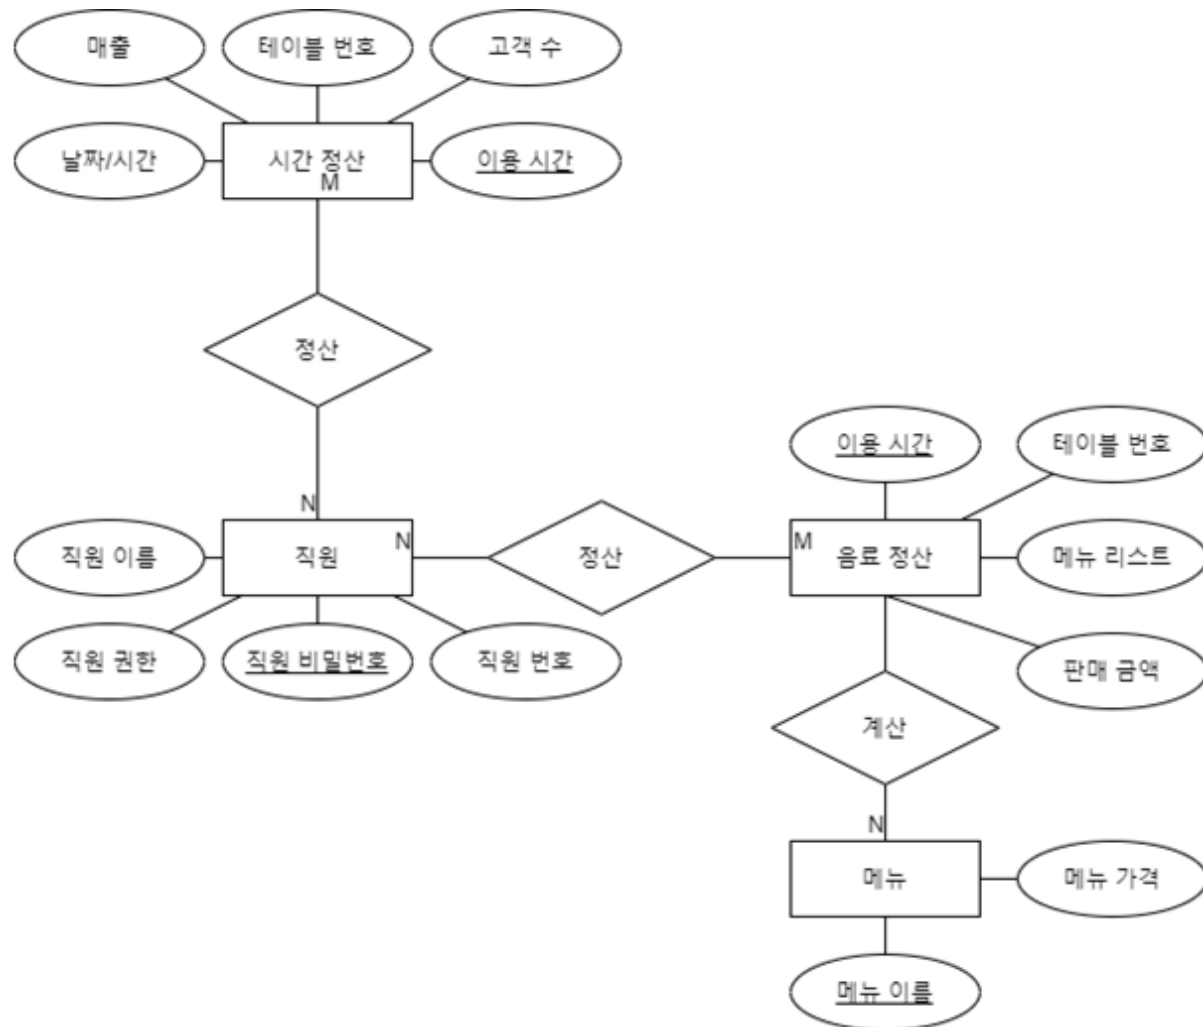 매출
테이블 번호
고객 수
날짜/시간
시간 정산
이용 시간
M
정산
N
이용 시간
테이블 번호
직원 이름
직원
N
정산
M
음료 정산
메뉴 리스트
직원 권한
직원 비밀번호
직원 번호
판매 금액
계산
N
메뉴
메뉴 가격
메뉴 이름